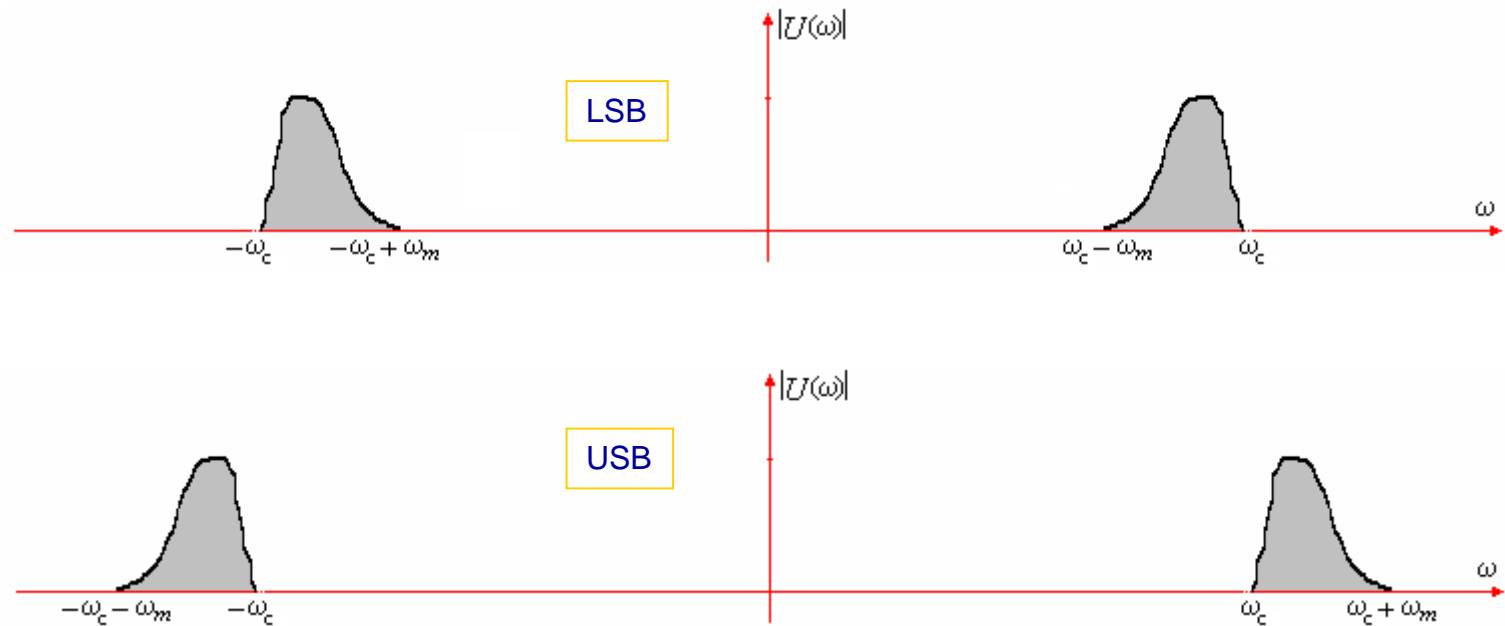 |U(ω)|
LSB
ω
−ω_c −ω_c + ω_m ω_c − ω_m ω_c
|U(ω)|
USB
ω
−ω_c − ω_m −ω_c ω_c ω_c + ω_m